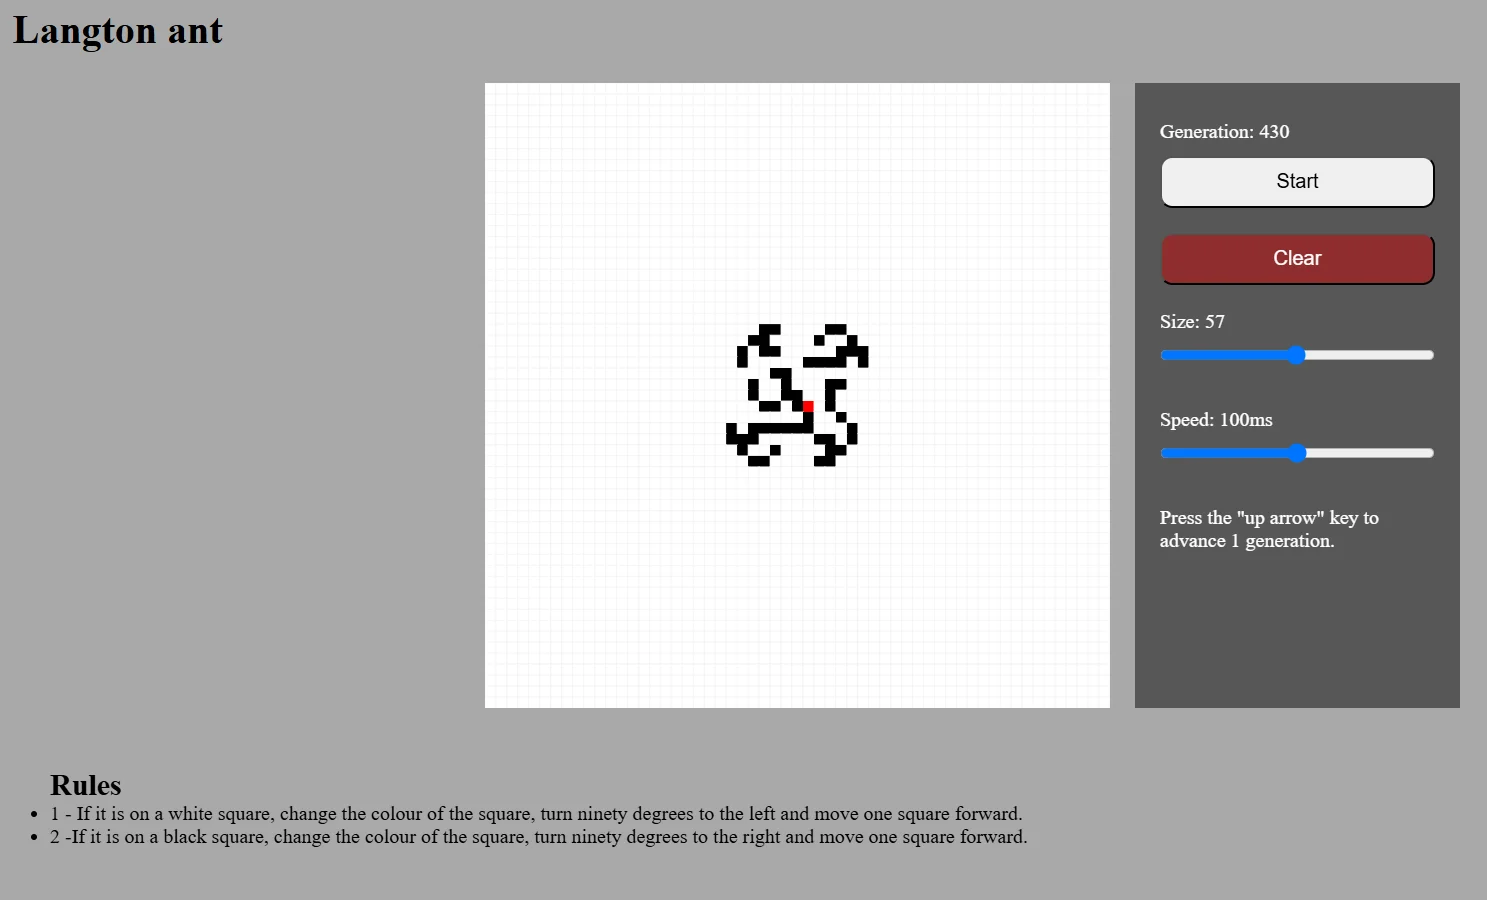 Langton ant
Generation: 430
Start
Clear
Size: 57
Speed: 100ms
Press the "up arrow" key to
advance 1 generation.
Rules
1 - If it is on a white square, change the colour of the square, turn ninety degrees to the left and move one square forward.
2 -If it is on a black square, change the colour of the square, turn ninety degrees to the right and move one square forward.